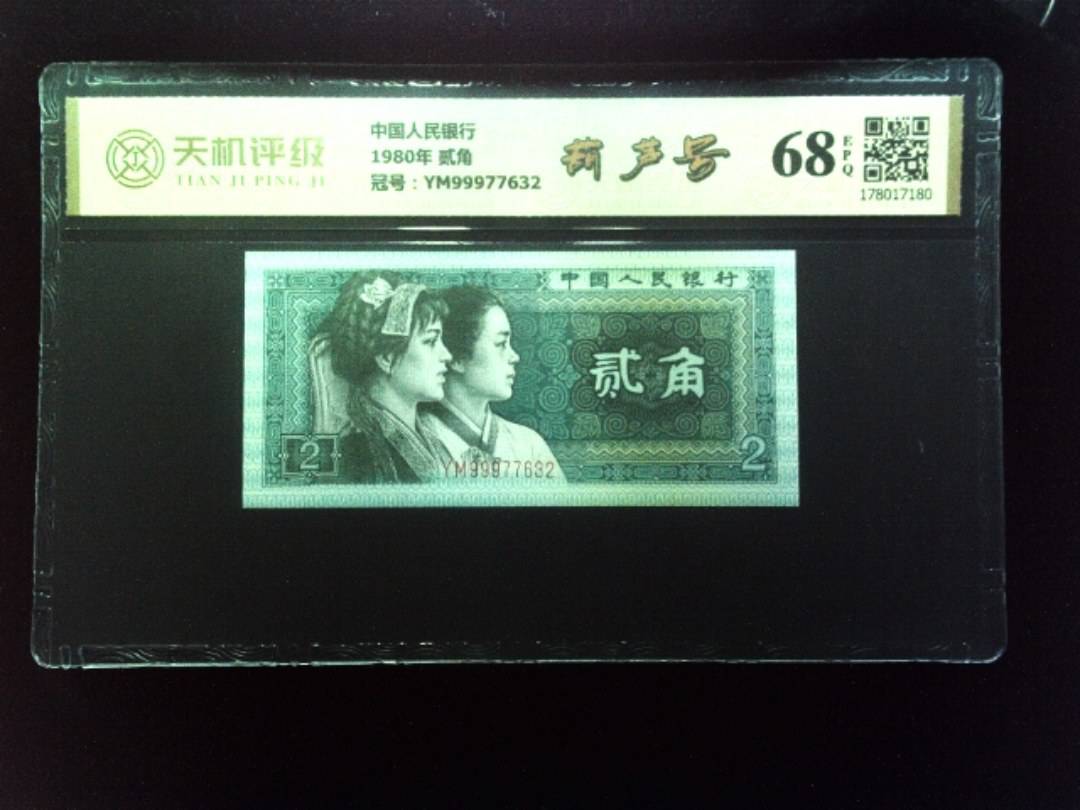 天机评级
TIAN JI PING JI
中国人民银行
1980年 贰角
冠号：YM99977632
葫芦号
68
EPQ
178017180
中国人民银行
贰角
2
YM99977632
2